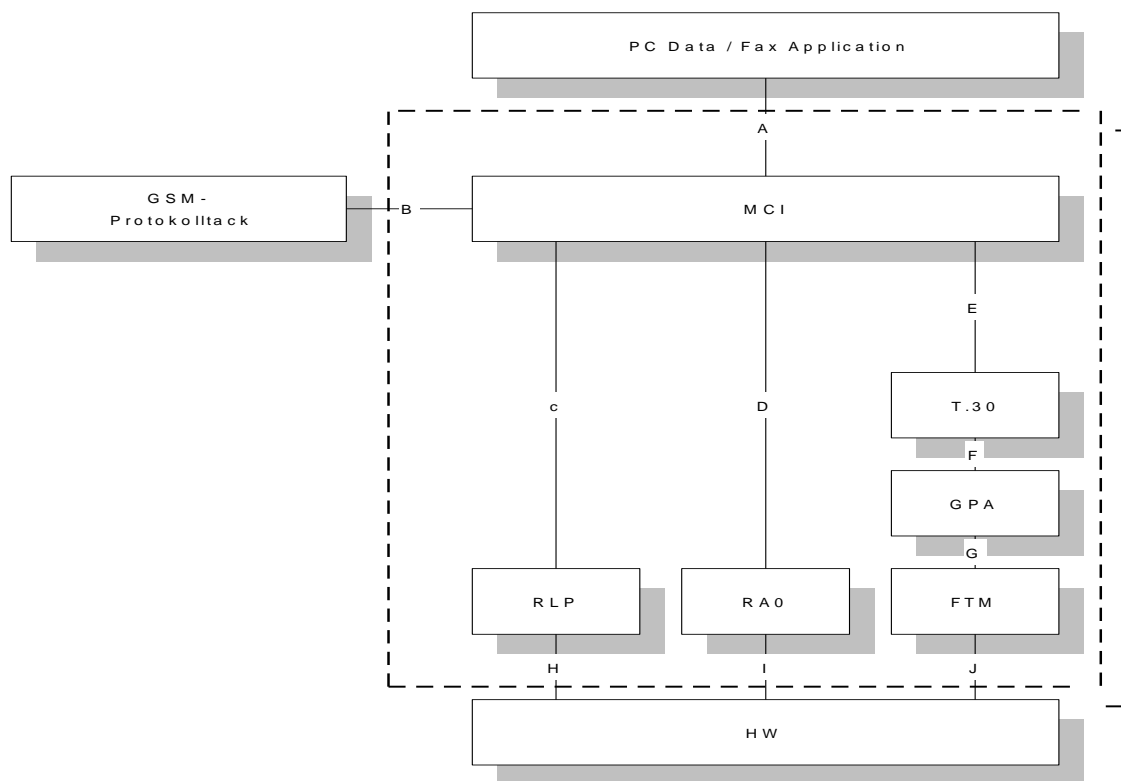 PC Data / Fax Application
A
GSM-
Protokolltack
B
MCI
E
c
D
T.30
F
GPA
G
RLP
RA0
FTM
H
I
J
HW